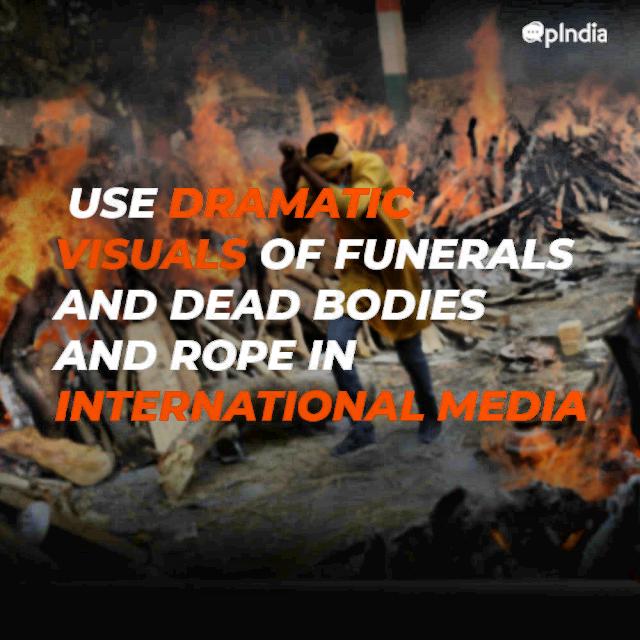 OpIndia
USE DRAMATIC
VISUALS OF FUNERALS
AND DEAD BODIES
AND ROPE IN
INTERNATIONAL MEDIA